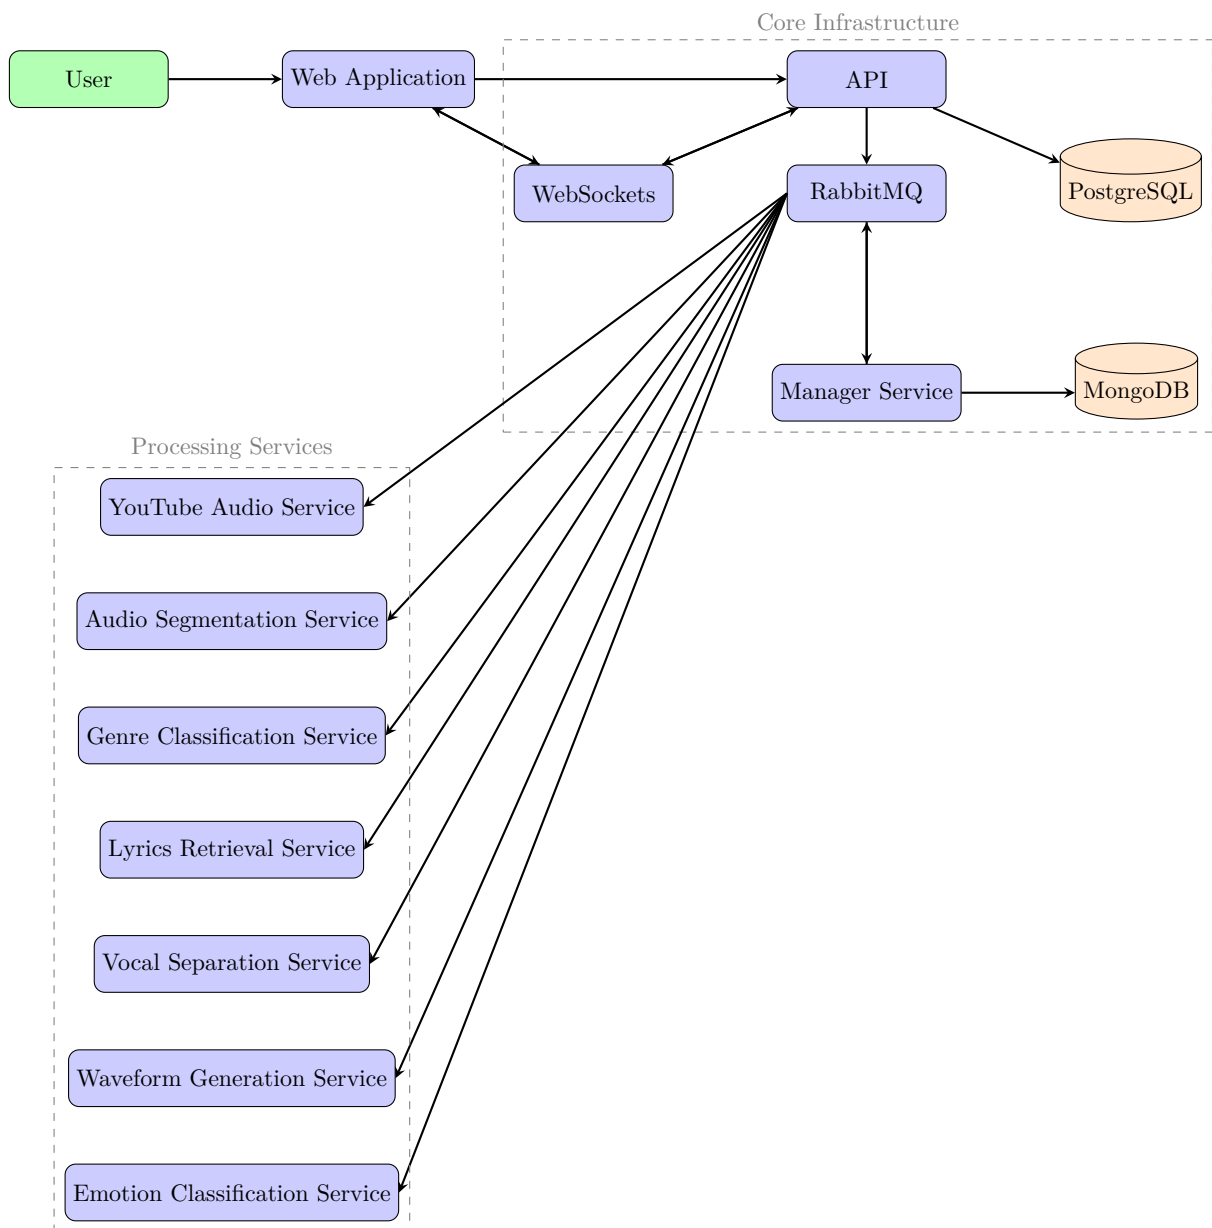 Core Infrastructure
User
Web Application
API
WebSockets
RabbitMQ
PostgreSQL
Manager Service
MongoDB
Processing Services
YouTube Audio Service
Audio Segmentation Service
Genre Classification Service
Lyrics Retrieval Service
Vocal Separation Service
Waveform Generation Service
Emotion Classification Service